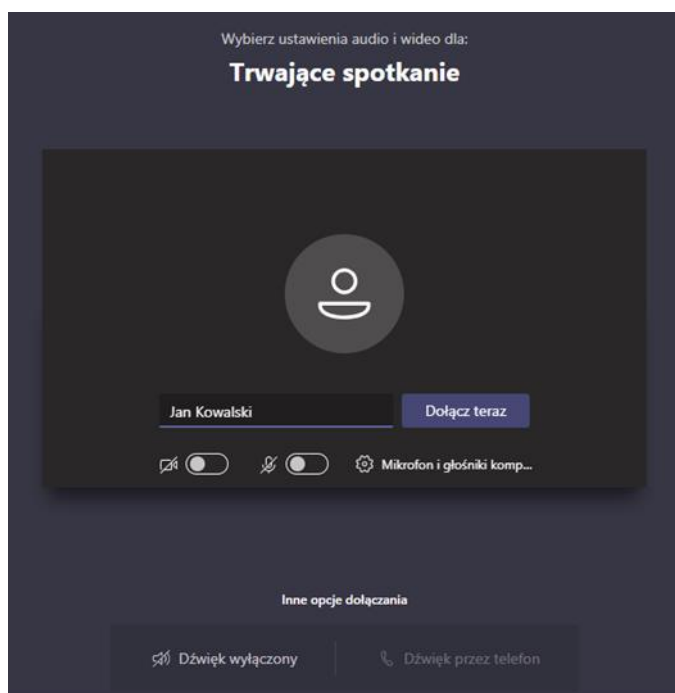 Wybierz ustawienia audio i wideo dla:
Trwające spotkanie
Jan Kowalski
Dołącz teraz
Mikrofon i głośniki komp...
Inne opcje dołączania
Dźwięk wyłączony
Dźwięk przez telefon